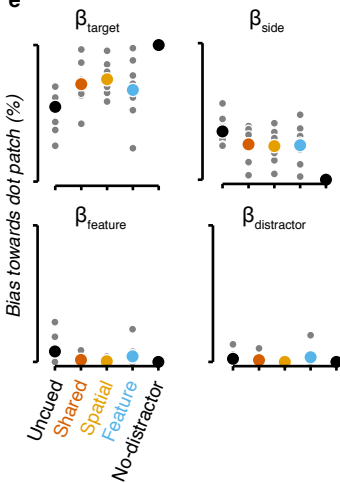 e
βtarget
βside
Bias towards dot patch (%)
βfeature
βdistractor
Uncued
Shared
Spatial
Feature
No-distractor